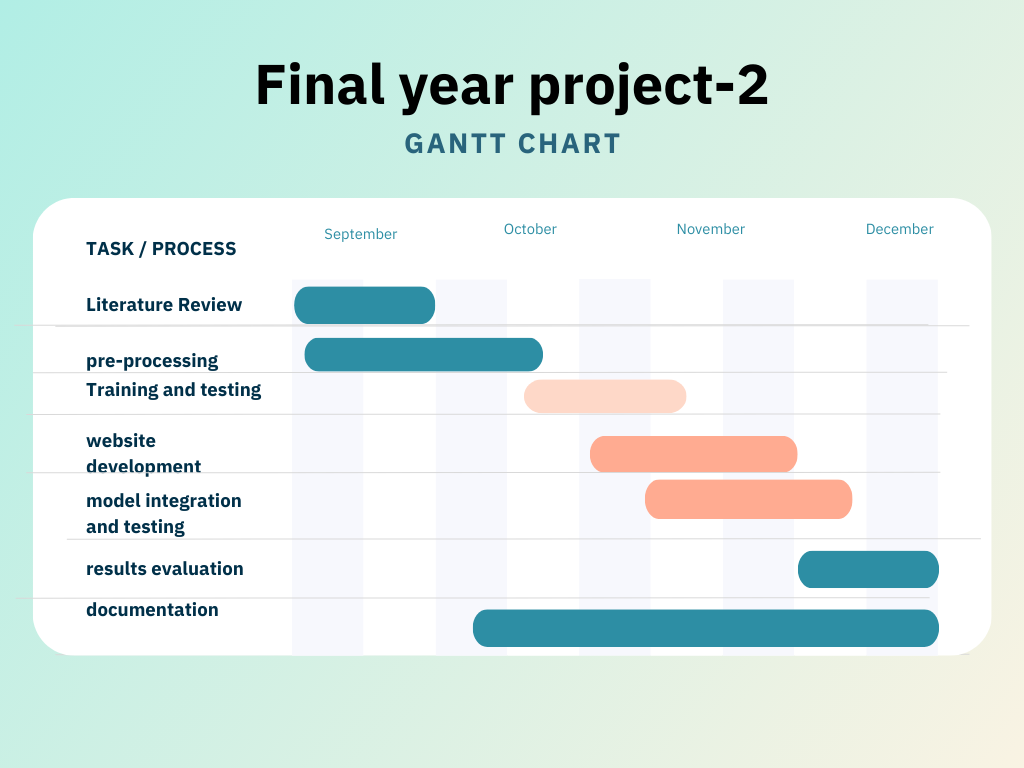 Final year project-2
GANTT CHART
TASK / PROCESS
September
October
November
December
Literature Review
pre-processing
Training and testing
website
development
model integration
and testing
results evaluation
documentation